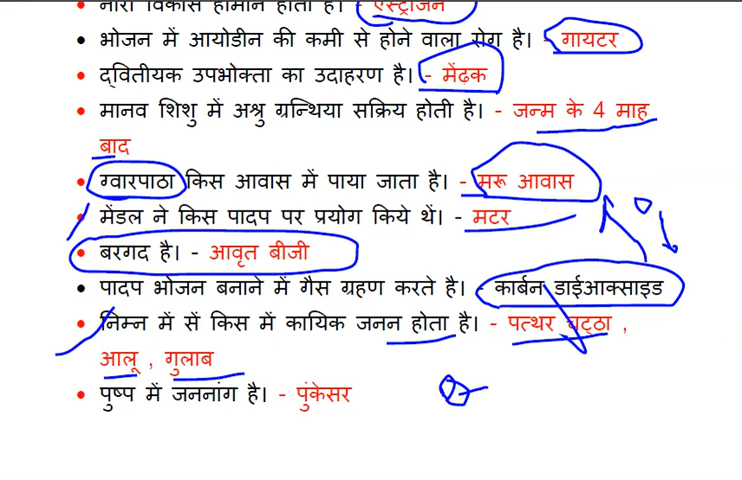 नारी विकास हार्मोन होता है। - एस्ट्रोजन
भोजन में आयोडीन की कमी से होने वाला रोग है। - गायटर
द्वितीयक उपभोक्ता का उदाहरण है। - मेंढ़क
मानव शिशु में अश्रु ग्रन्थिया सक्रिय होती है। - जन्म के 4 माह
बाद
ग्वारपाठा किस आवास में पाया जाता है। - मरू आवास
मेंडल ने किस पादप पर प्रयोग किये थें। - मटर
बरगद है। - आवृत बीजी
पादप भोजन बनाने में गैस ग्रहण करते है। - कार्बन डाईआक्साइड
निम्न में सें किस में कायिक जनन होता है। - पत्थर चट्ठा ,
आलू , गुलाब
पुष्प में जननांग है। - पुंकेसर